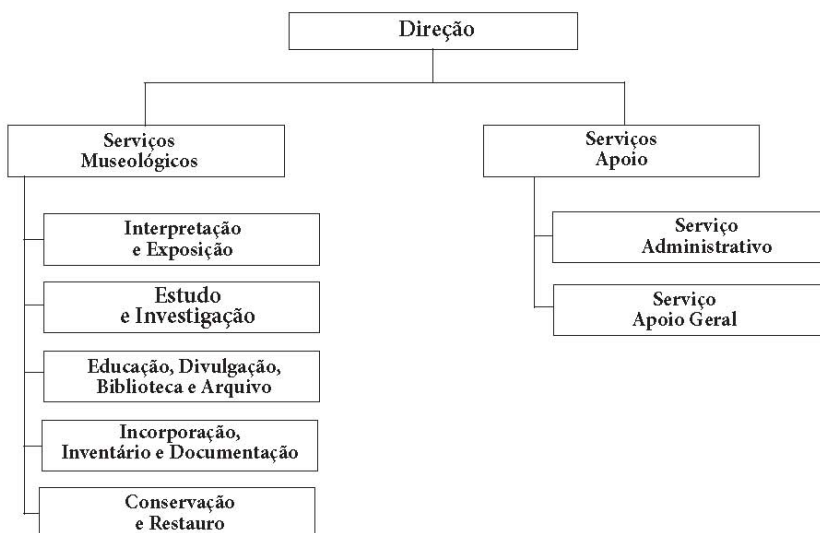 Direção
Serviços
Museológicos
Interpretação
e Exposição
Estudo
e Investigação
Educação, Divulgação,
Biblioteca e Arquivo
Incorporação,
Inventário e Documentação
Conservação
e Restauro
Serviços
Apoio
Serviço
Administrativo
Serviço
Apoio Geral